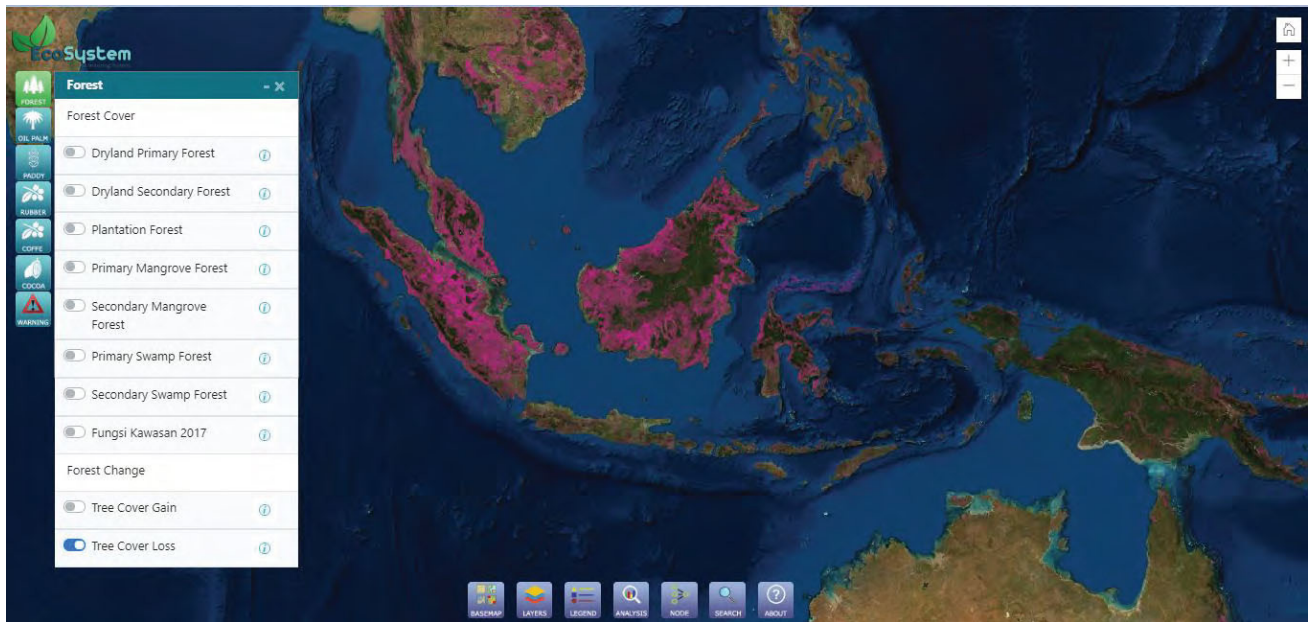 EcoSystem
FOREST
OIL PALM
PADDY
RUBBER
COFFE
COCOA
WARNING
Forest
Forest Cover
Dryland Primary Forest
Dryland Secondary Forest
Plantation Forest
Primary Mangrove Forest
Secondary Mangrove
Forest
Primary Swamp Forest
Secondary Swamp Forest
Fungsi Kawasan 2017
Forest Change
Tree Cover Gain
Tree Cover Loss
BASEMAP
LAYERS
LEGEND
ANALYSIS
NODE
SEARCH
ABOUT